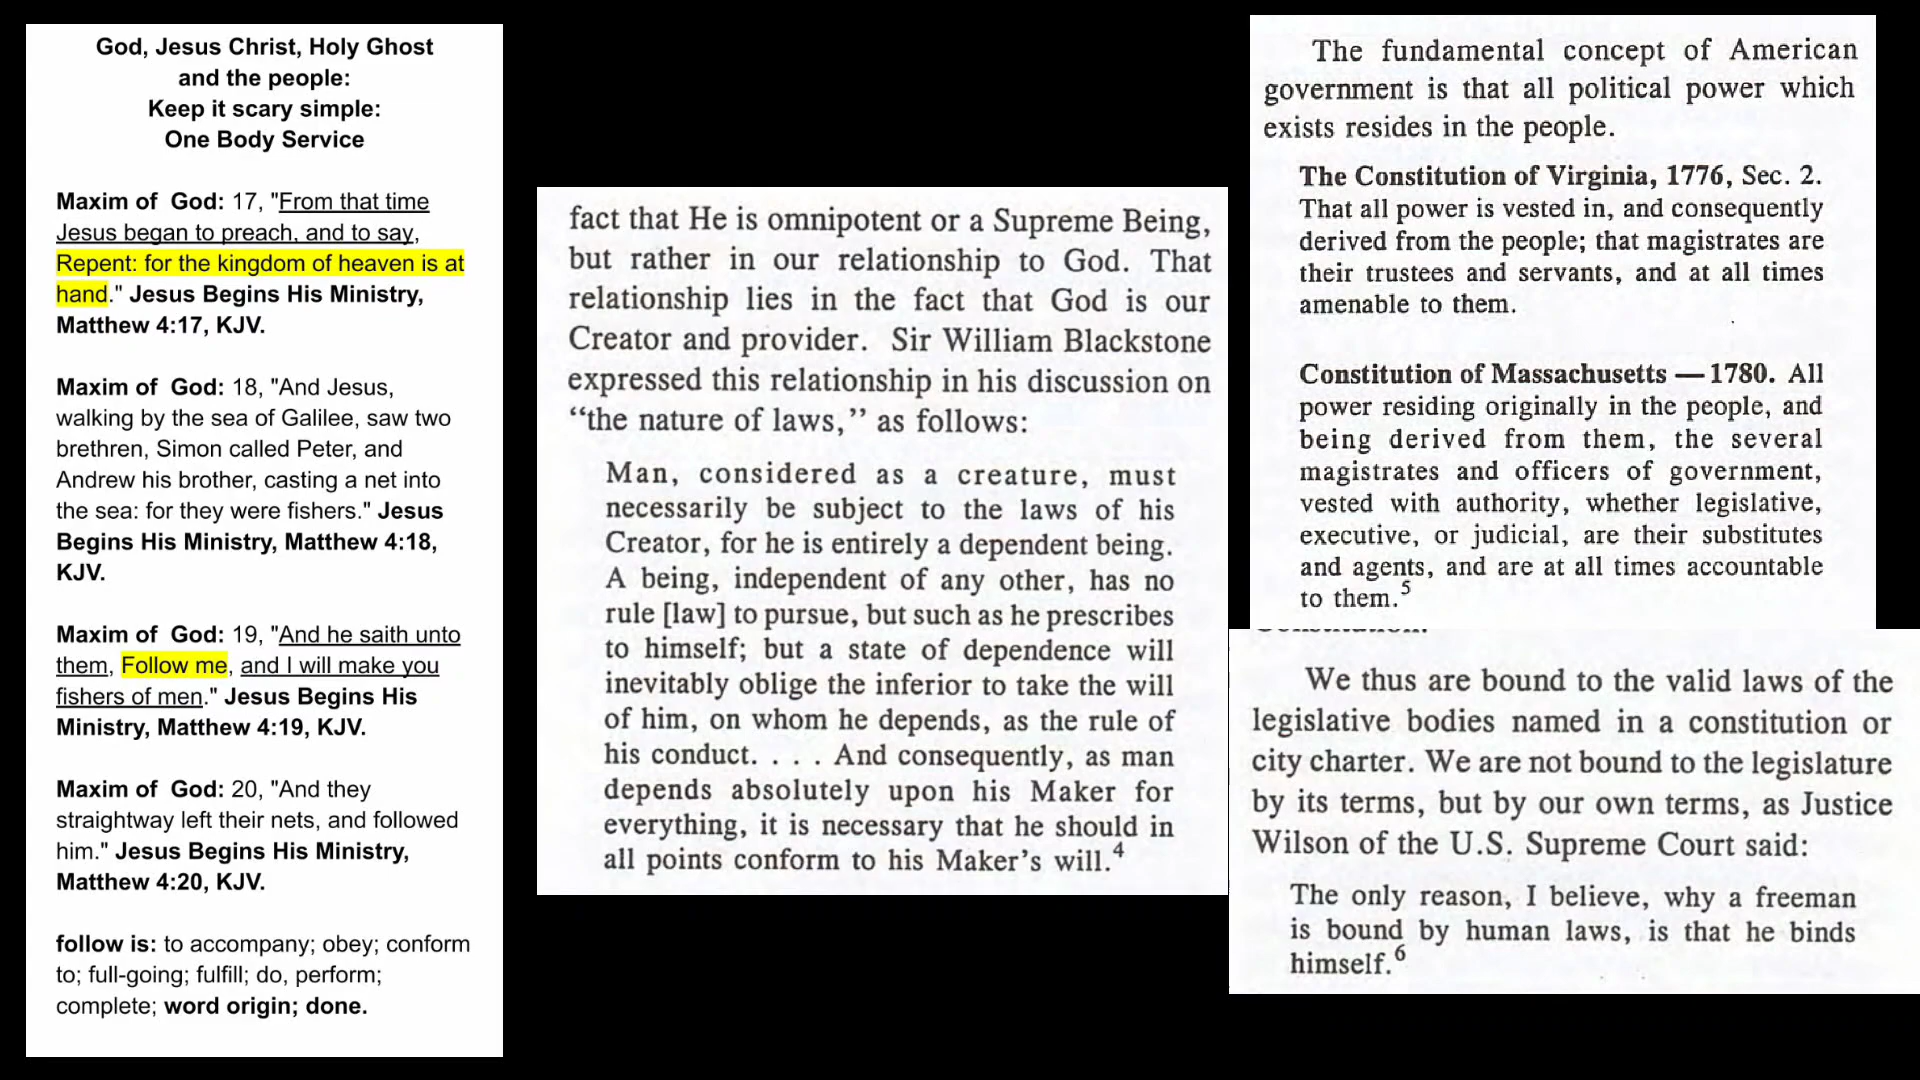 God, Jesus Christ, Holy Ghost
and the people:
Keep it scary simple:
One Body Service
Maxim of  God: 17, "From that time
Jesus began to preach, and to say,
Repent: for the kingdom of heaven is at
hand." Jesus Begins His Ministry,
Matthew 4:17, KJV.
Maxim of  God: 18, "And Jesus,
walking by the sea of Galilee, saw two
brethren, Simon called Peter, and
Andrew his brother, casting a net into
the sea: for they were fishers." Jesus
Begins His Ministry, Matthew 4:18,
KJV.
Maxim of  God: 19, "And he saith unto
them, Follow me, and I will make you
fishers of men." Jesus Begins His
Ministry, Matthew 4:19, KJV.
Maxim of  God: 20, "And they
straightway left their nets, and followed
him." Jesus Begins His Ministry,
Matthew 4:20, KJV.
follow is: to accompany; obey; conform
to; full-going; fulfill; do, perform;
complete; word origin; done.
fact that He is omnipotent or a Supreme Being,
but rather in our relationship to God. That
relationship lies in the fact that God is our
Creator and provider. Sir William Blackstone
expressed this relationship in his discussion on
“the nature of laws,” as follows:
Man, considered as a creature, must
necessarily be subject to the laws of his
Creator, for he is entirely a dependent being.
A being, independent of any other, has no
rule [law] to pursue, but such as he prescribes
to himself; but a state of dependence will
inevitably oblige the inferior to take the will
of him, on whom he depends, as the rule of
his conduct. . . . And consequently, as man
depends absolutely upon his Maker for
everything, it is necessary that he should in
all points conform to his Maker’s will.4
The fundamental concept of American
government is that all political power which
exists resides in the people.
The Constitution of Virginia, 1776, Sec. 2.
That all power is vested in, and consequently
derived from the people; that magistrates are
their trustees and servants, and at all times
amenable to them.
Constitution of Massachusetts — 1780. All
power residing originally in the people, and
being derived from them, the several
magistrates and officers of government,
vested with authority, whether legislative,
executive, or judicial, are their substitutes
and agents, and are at all times accountable
to them.5
We thus are bound to the valid laws of the
legislative bodies named in a constitution or
city charter. We are not bound to the legislature
by its terms, but by our own terms, as Justice
Wilson of the U.S. Supreme Court said:
The only reason, I believe, why a freeman
is bound by human laws, is that he binds
himself.6